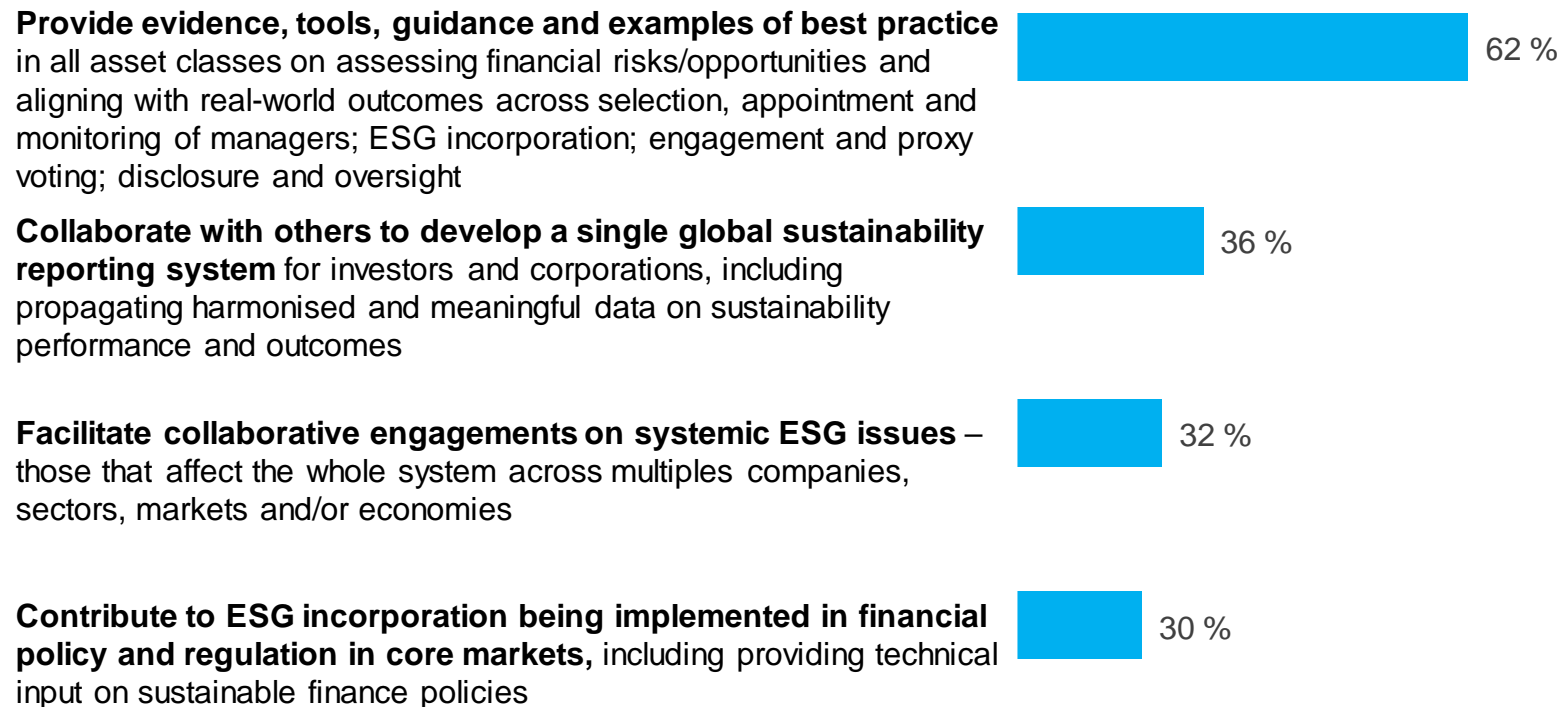 Provide evidence, tools, guidance and examples of best practice
in all asset classes on assessing financial risks/opportunities and
aligning with real-world outcomes across selection, appointment and
monitoring of managers; ESG incorporation; engagement and proxy
voting; disclosure and oversight
62 %
Collaborate with others to develop a single global sustainability
reporting system for investors and corporations, including
propagating harmonised and meaningful data on sustainability
performance and outcomes
36 %
Facilitate collaborative engagements on systemic ESG issues –
those that affect the whole system across multiples companies,
sectors, markets and/or economies
32 %
Contribute to ESG incorporation being implemented in financial
policy and regulation in core markets, including providing technical
input on sustainable finance policies
30 %